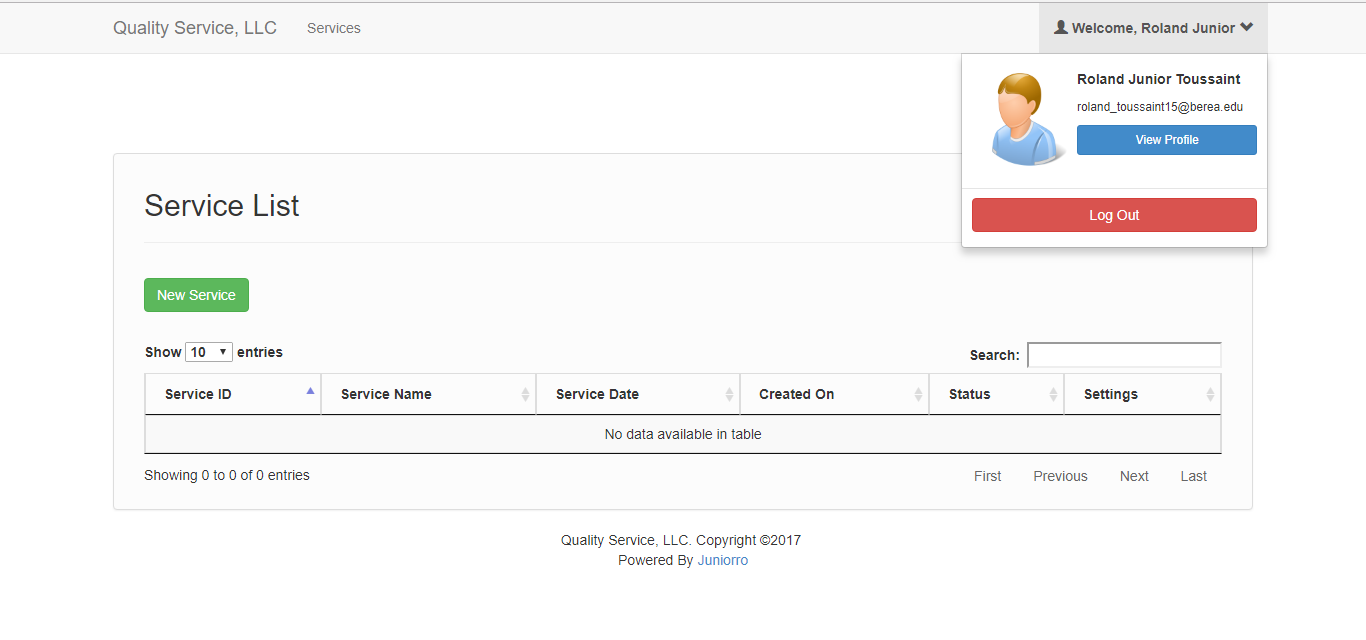 Quality Service, LLC Services Welcome, Roland Junior
Roland Junior Toussaint
roland_toussaint15@berea.edu
View Profile
Log Out
Service List
New Service
Show 10 entries Search:
Service ID Service Name Service Date Created On Status Settings
No data available in table
Showing 0 to 0 of 0 entries First Previous Next Last
Quality Service, LLC. Copyright ©2017
Powered By Juniorro